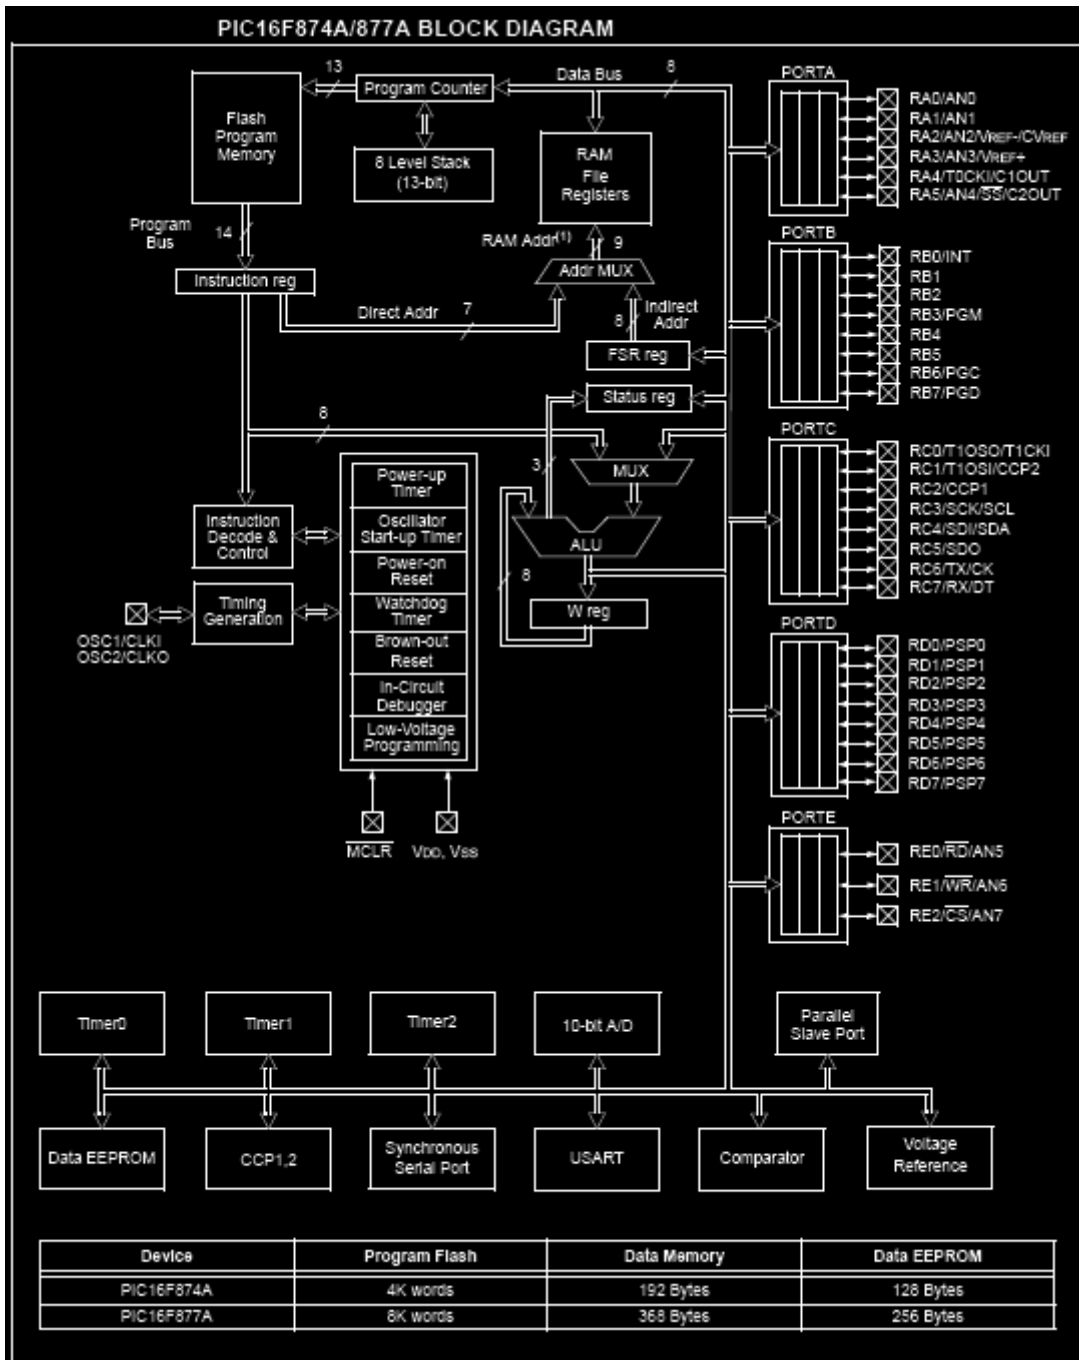 PIC16F874A/877A BLOCK DIAGRAM
13
Data Bus
8
PORTA
Program Counter
Flash
Program
Memory
8 Level Stack
(13-bit)
RAM
File
Registers
RA0/AN0
RA1/AN1
RA2/AN2/VREF-/CVREF
RA3/AN3/VREF+
RA4/T0CKI/C1OUT
RA5/AN4/SS/C2OUT
Program
Bus
14
RAM Addr(1)
9
PORTB
Instruction reg
Addr MUX
Direct Addr
7
8
Indirect
Addr
FSR reg
Status reg
RB0/INT
RB1
RB2
RB3/PGM
RB4
RB5
RB6/PGC
RB7/PGD
8
3
MUX
PORTC
RC0/T1OSO/T1CKI
RC1/T1OSI/CCP2
RC2/CCP1
RC3/SCK/SCL
RC4/SDI/SDA
RC5/SDO
RC6/TX/CK
RC7/RX/DT
Power-up
Timer
Oscillator
Start-up Timer
Power-on
Reset
Watchdog
Timer
Brown-out
Reset
In-Circuit
Debugger
Low-Voltage
Programming
Instruction
Decode &
Control
Timing
Generation
OSC1/CLKI
OSC2/CLKO
ALU
8
W reg
MCLR
VDD, VSS
PORTD
RD0/PSP0
RD1/PSP1
RD2/PSP2
RD3/PSP3
RD4/PSP4
RD5/PSP5
RD6/PSP6
RD7/PSP7
PORTE
RE0/RD/AN5
RE1/WR/AN6
RE2/CS/AN7
Timer0
Timer1
Timer2
10-bit A/D
Parallel
Slave Port
Data EEPROM
CCP1,2
Synchronous
Serial Port
USART
Comparator
Voltage
Reference
Device Program Flash Data Memory Data EEPROM
PIC16F874A 4K words 192 Bytes 128 Bytes
PIC16F877A 8K words 368 Bytes 256 Bytes